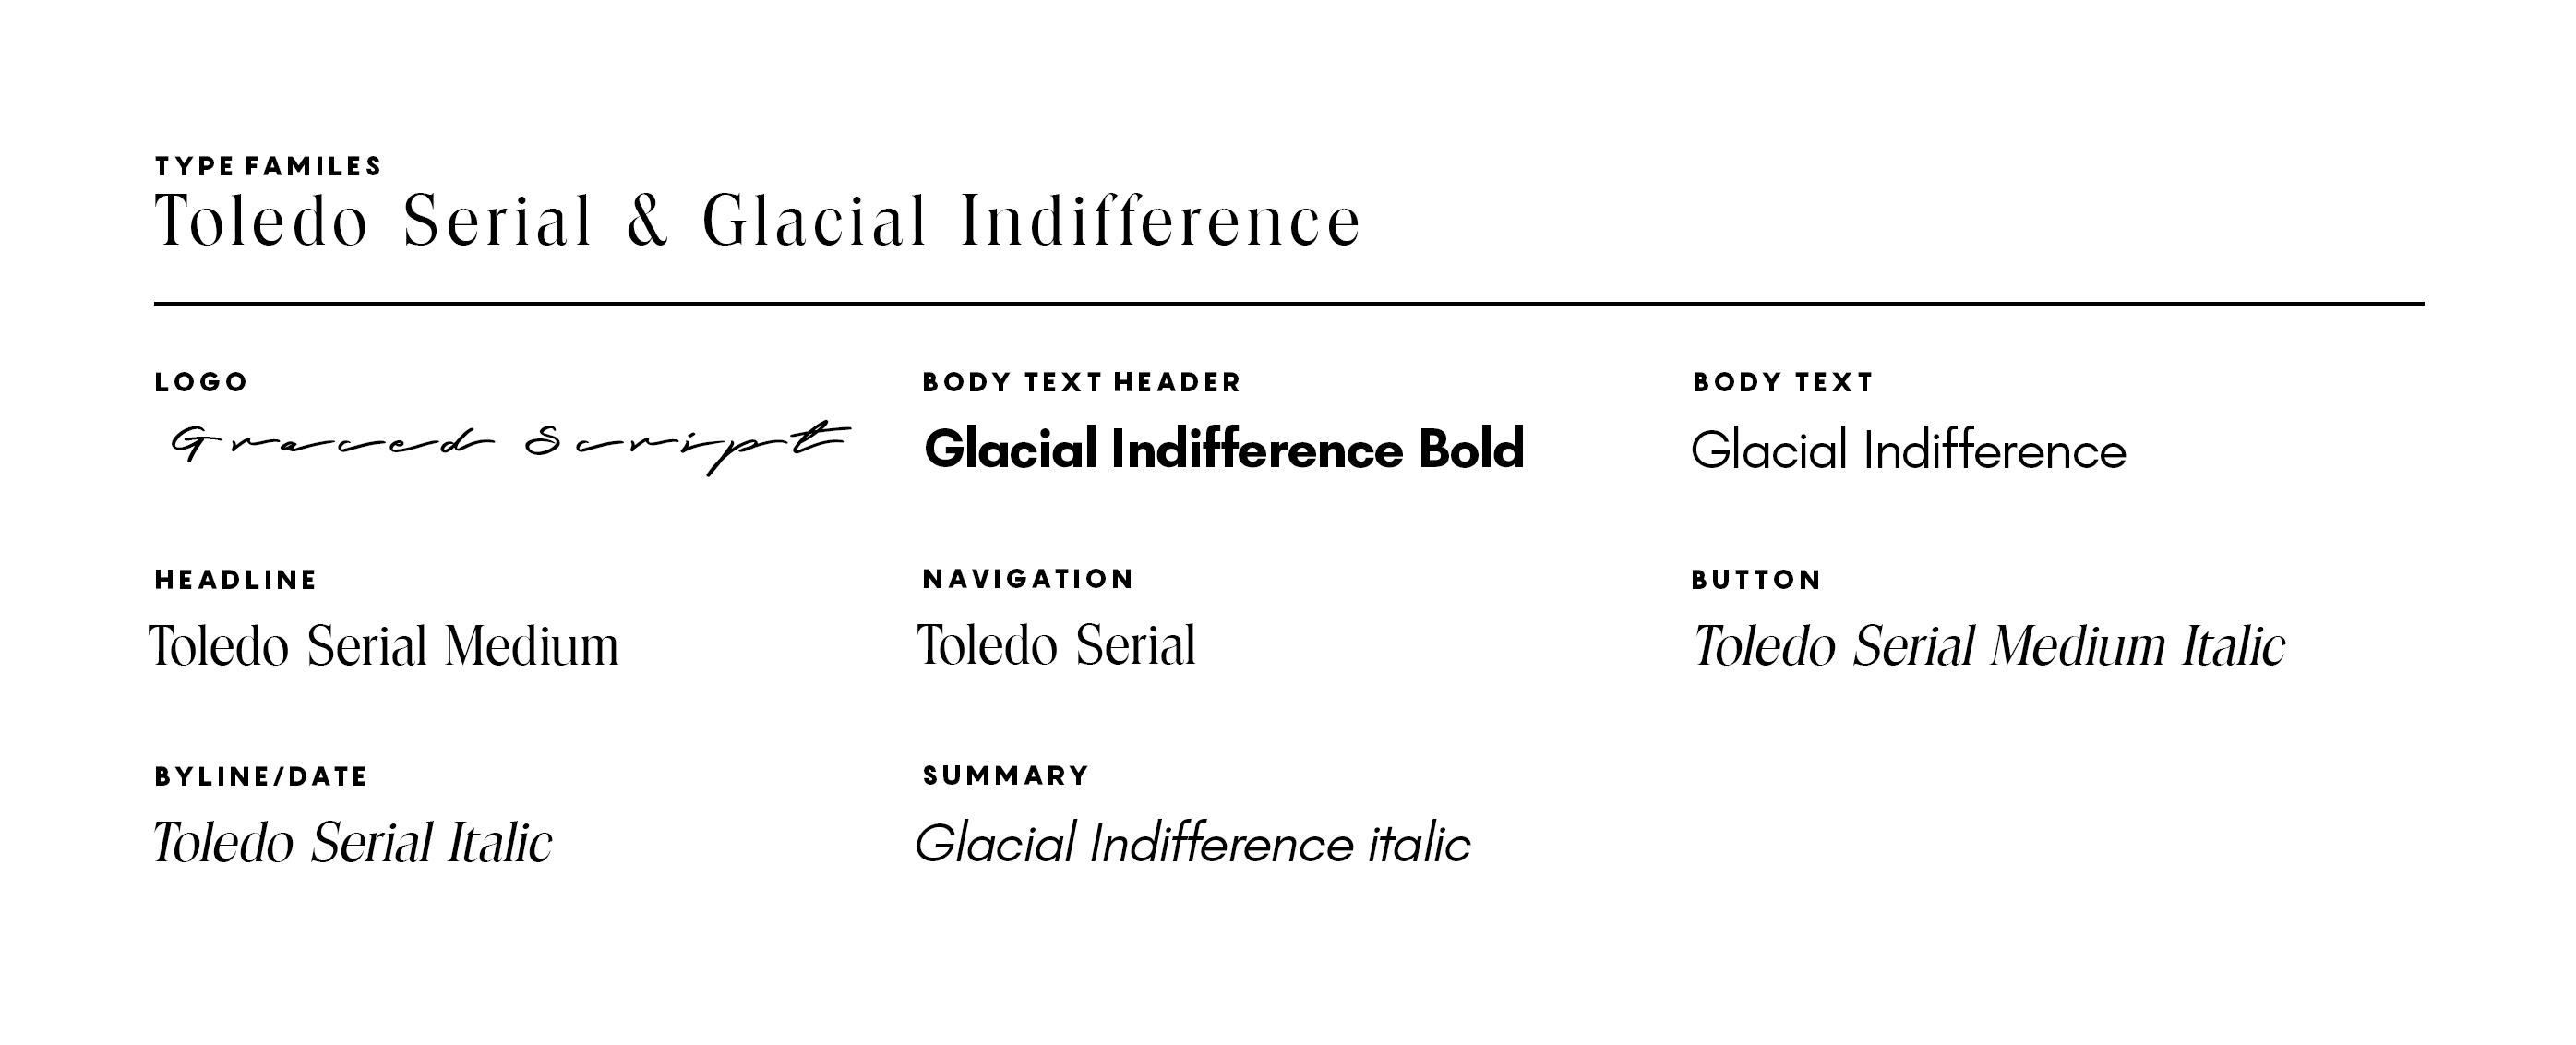 TYPE FAMILES
Toledo Serial & Glacial Indifference
LOGO
Graced Script
BODY TEXT HEADER
Glacial Indifference Bold
BODY TEXT
Glacial Indifference
HEADLINE
Toledo Serial Medium
NAVIGATION
Toledo Serial
BUTTON
Toledo Serial Medium Italic
BYLINE/DATE
Toledo Serial Italic
SUMMARY
Glacial Indifference italic